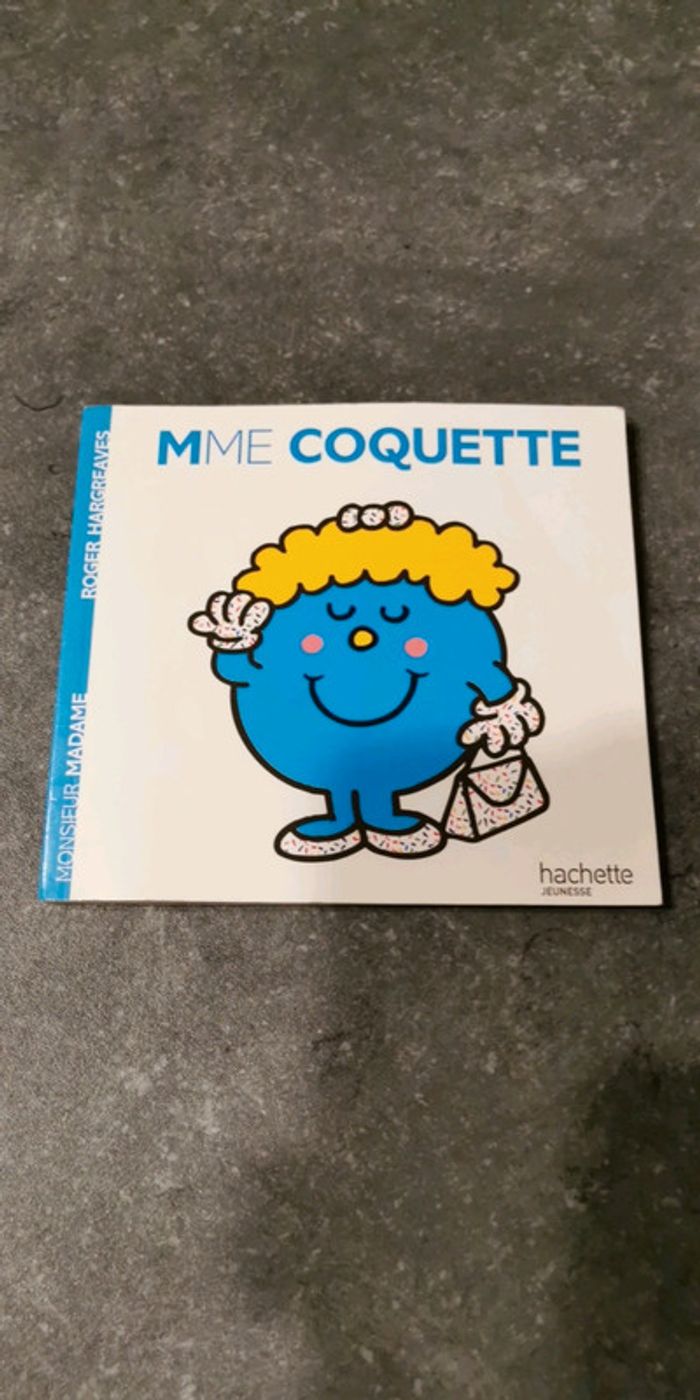 MME COQUETTE
ROGER HARGREAVES
MONSIEUR MADAME
hachette
JEUNESSE